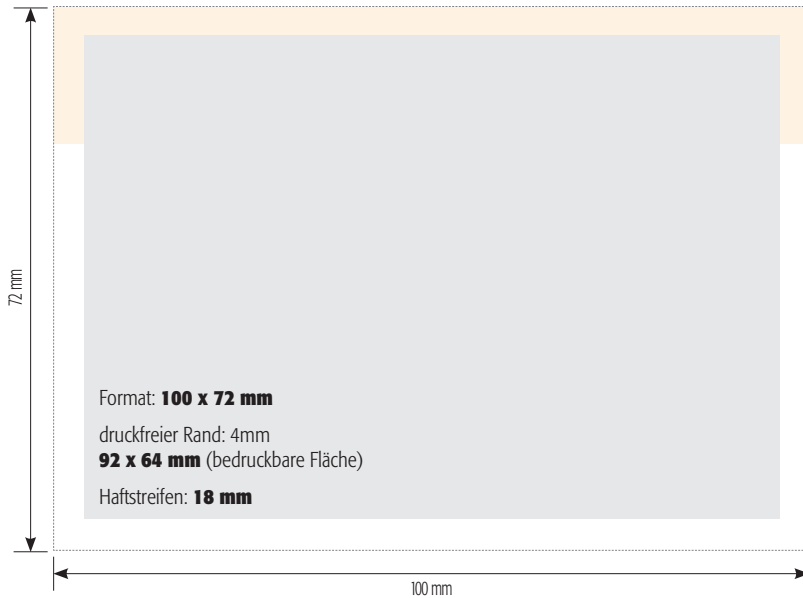 72 mm
Format: 100 x 72 mm
druckfreier Rand: 4mm
92 x 64 mm (bedruckbare Fläche)
Haftstreifen: 18 mm
100 mm